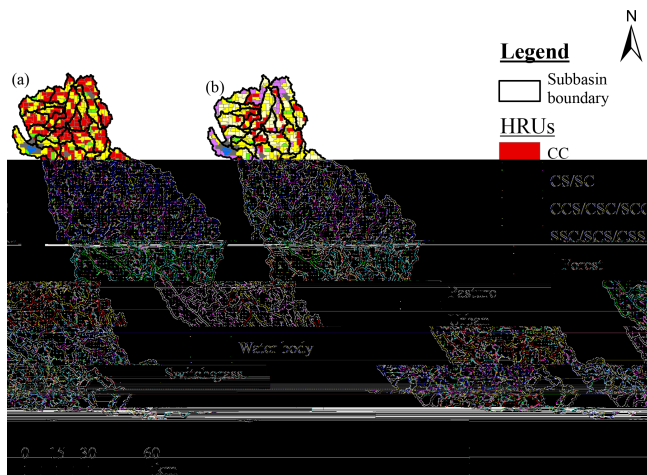 N
(a)
(b)
Legend
Subbasin
boundary
HRUs
CC
CS/SC
CCS/CSC/SCC
SSC/SCS/CSS
Forest
Pasture
Water body
Switchgrass
0 15 30 60
km